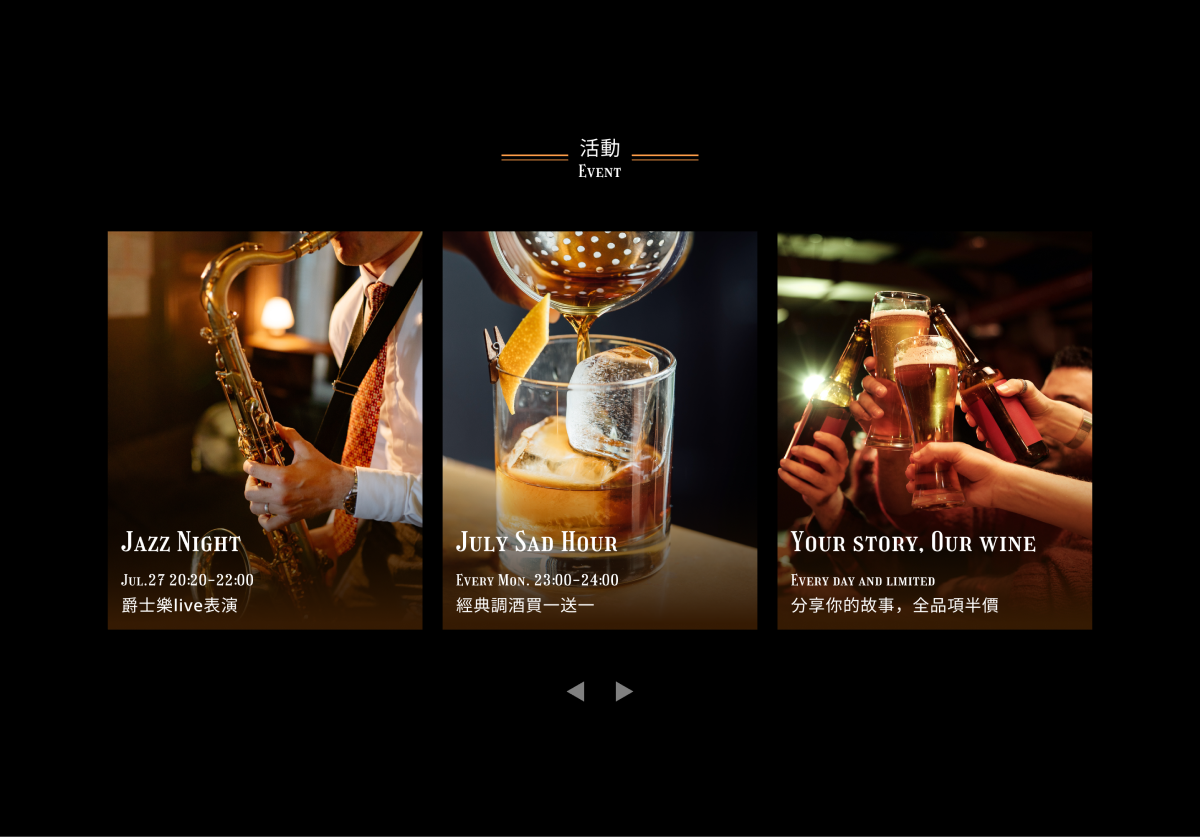 活動
Event
Jazz Night
Jul.27 20:20-22:00
爵士樂live表演
July Sad Hour
Every Mon. 23:00-24:00
經典調酒買一送一
Your story, Our wine
Every day and limited
分享你的故事，全品項半價